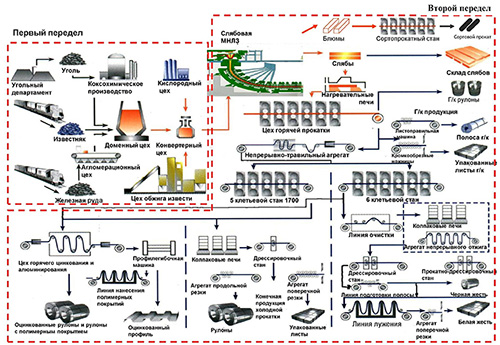 Второй передел
Первый передел
Уголь
Угольный
департамент
Коксохимическое
производство
Кислородный
цех
Известняк
Доменный цех
Конвертерный
цех
Агломерационный
цех
Железная руда
Цех обжига извести
Слябовая
МНЛЗ
Блюмы
Сортопрокатный стан
Сортовой прокат
Слябы
Склад слябов
Нагревательные
печи
Г/к рулоны
Цех горячей прокатки
Г/к продукция
Листоправильная
машина
Полоса г/к
Непрерывно-травильный агрегат
Кромкообрезная
Упакованные
листы г/к
5 клетьевой стан 1700
6 клетьевой стан
Линия очистки
Колпаковые печи
Агрегат непрерывного отжига
Цех горячего цинкования и
алюминирования
Профилегибочная
машина
Линия нанесения
полимерных
покрытий
Оцинкованные рулоны и рулоны
с полимерным покрытием
Оцинкованный
профиль
Колпаковые печи
Дрессировочный
стан
Агрегат продольной
резки
Агрегат
поперечной
резки
Конечная
продукция
холодной
прокатки
Рулоны
Упакованные
листы
Дрессировочный
стан
Прокатно-дрессировочный
стан
Линия подготовки полосы
Черная жесть
Линия лужения
Агрегат
поперечной
резки
Белая жесть